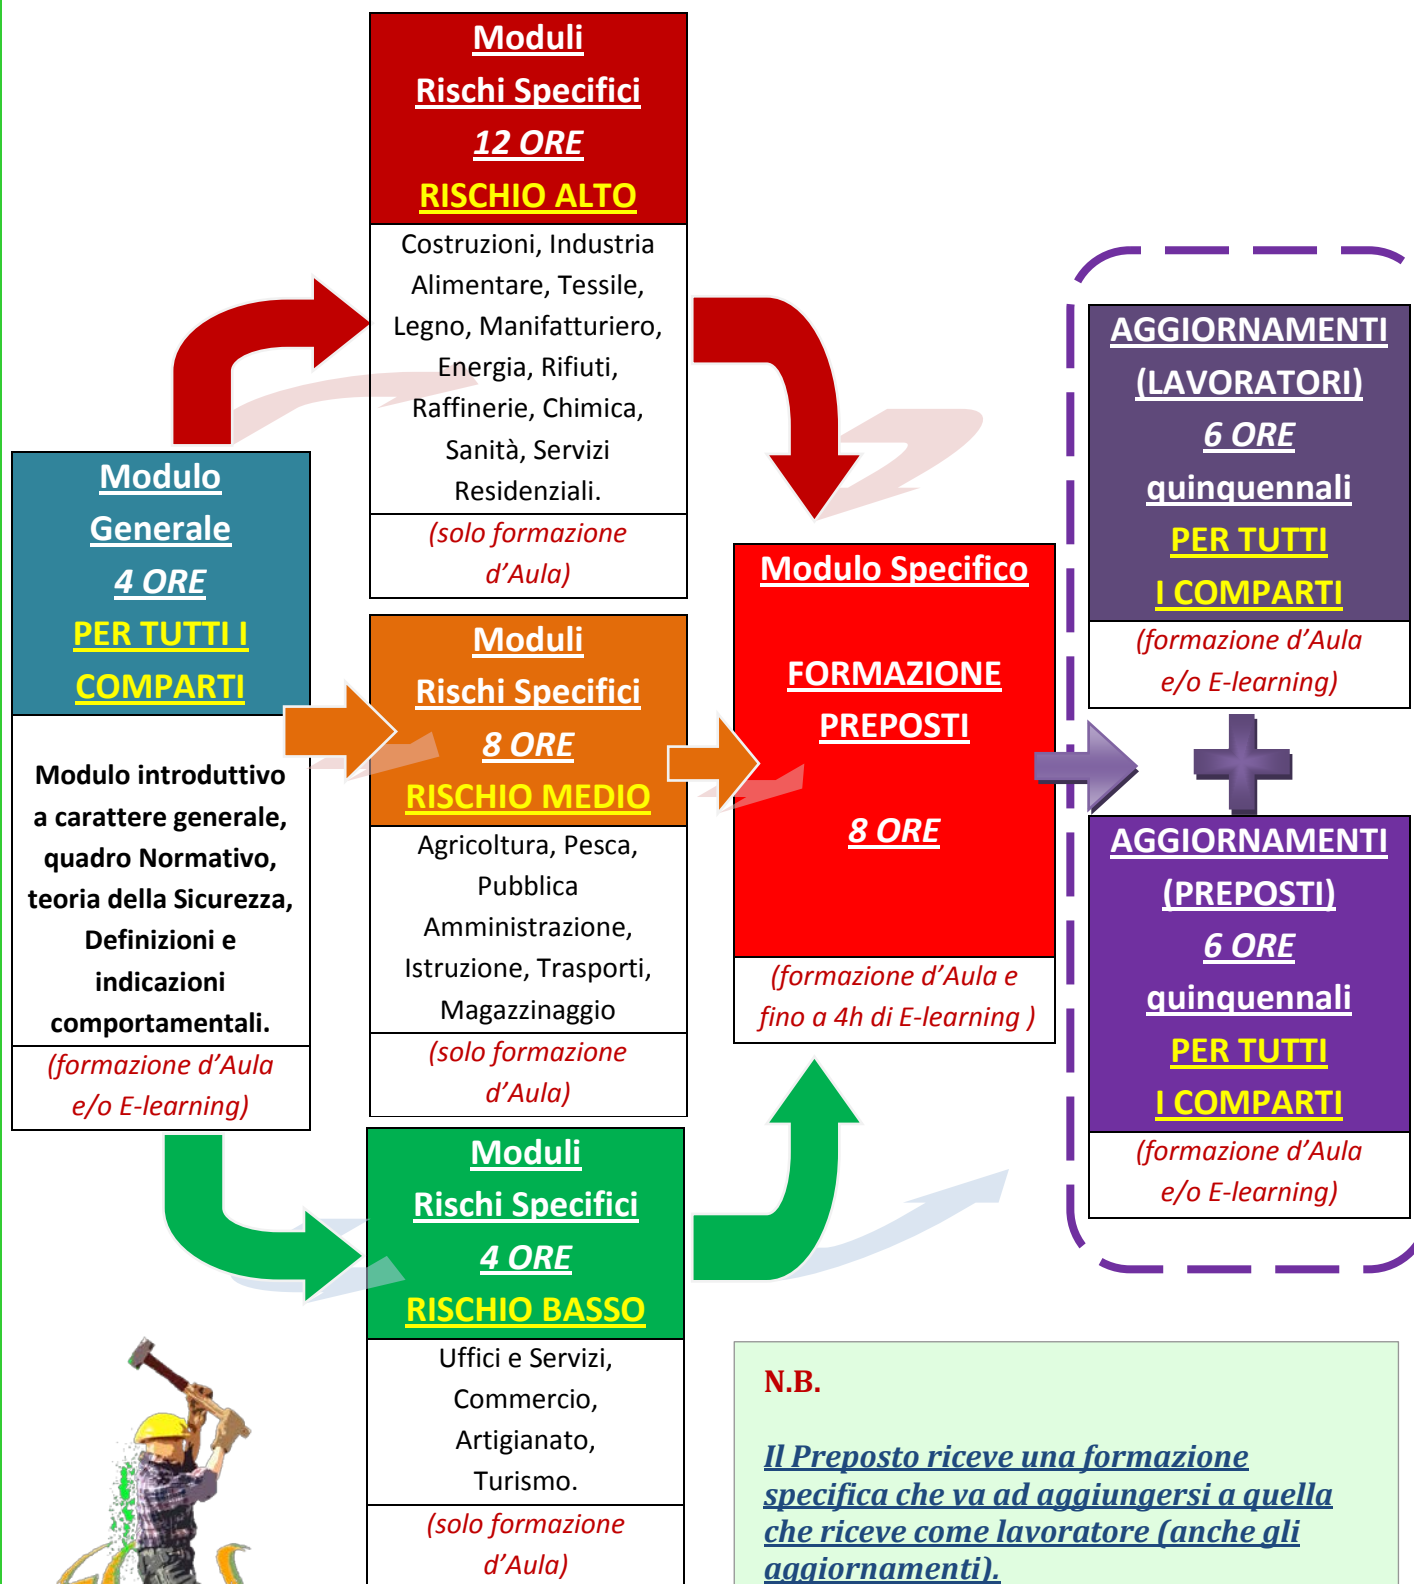 Moduli
Rischi Specifici
12 ORE
RISCHIO ALTO
Costruzioni, Industria
Alimentare, Tessile,
Legno, Manifatturiero,
Energia, Rifiuti,
Raffinerie, Chimica,
Sanità, Servizi
Residenziali.
(solo formazione
d’Aula)
Modulo
Generale
4 ORE
PER TUTTI I
COMPARTI
Modulo introduttivo
a carattere generale,
quadro Normativo,
teoria della Sicurezza,
Definizioni e
indicazioni
comportamentali.
(formazione d’Aula
e/o E-learning)
Moduli
Rischi Specifici
8 ORE
RISCHIO MEDIO
Agricoltura, Pesca,
Pubblica
Amministrazione,
Istruzione, Trasporti,
Magazzinaggio
(solo formazione
d’Aula)
Moduli
Rischi Specifici
4 ORE
RISCHIO BASSO
Uffici e Servizi,
Commercio,
Artigianato,
Turismo.
(solo formazione
d’Aula)
Modulo Specifico
FORMAZIONE
PREPOSTI
8 ORE
(formazione d’Aula e
fino a 4h di E-learning )
AGGIORNAMENTI
(LAVORATORI)
6 ORE
quinquennali
PER TUTTI
I COMPARTI
(formazione d’Aula
e/o E-learning)
AGGIORNAMENTI
(PREPOSTI)
6 ORE
quinquennali
PER TUTTI
I COMPARTI
(formazione d’Aula
e/o E-learning)
N.B.
Il Preposto riceve una formazione
specifica che va ad aggiungersi a quella
che riceve come lavoratore (anche gli
aggiornamenti).